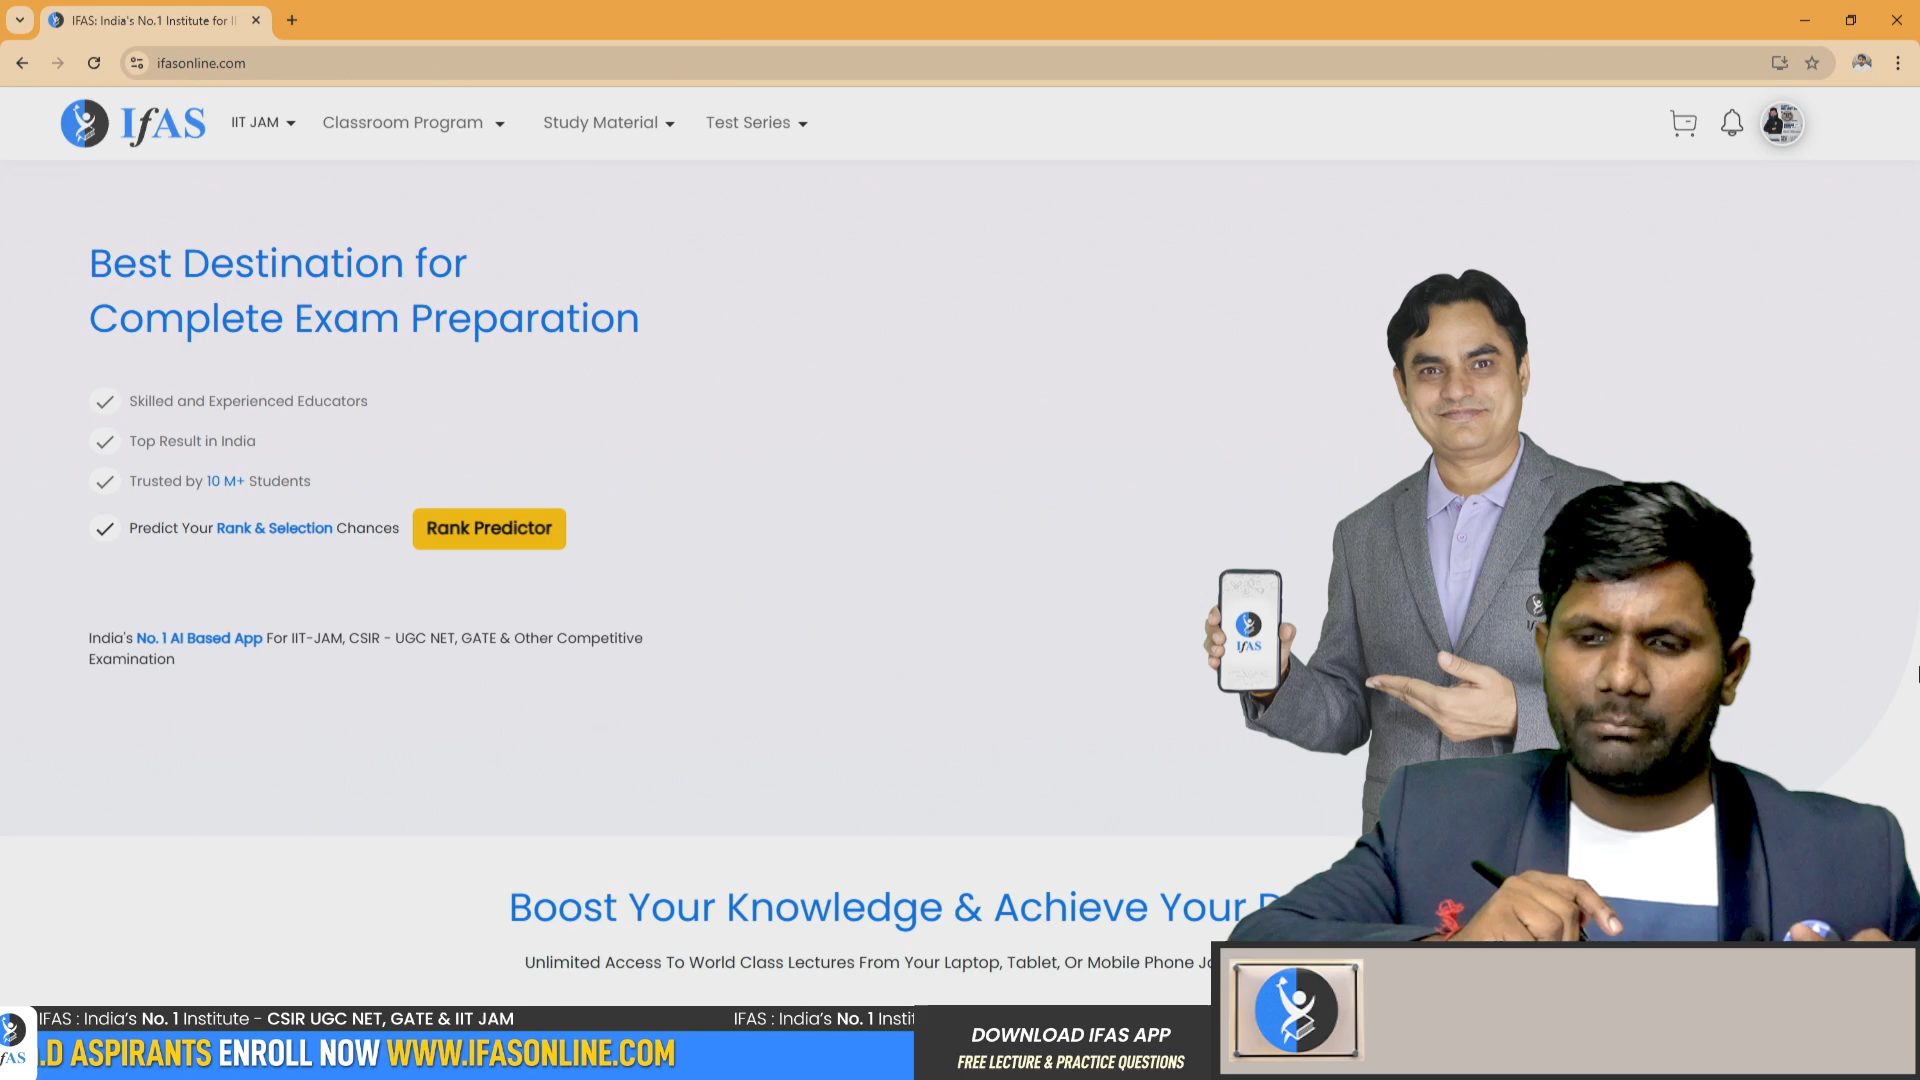 IFAS: India's No.1 Institute for
ifasonline.com
IfAS
IIT JAM
Classroom Program
Study Material
Test Series
Best Destination for
Complete Exam Preparation
Skilled and Experienced Educators
Top Result in India
Trusted by 10 M+ Students
Predict Your Rank & Selection Chances
Rank Predictor
India's No. 1 AI Based App For IIT-JAM, CSIR - UGC NET, GATE & Other Competitive
Examination
IfAS
Boost Your Knowledge & Achieve Your
Unlimited Access To World Class Lectures From Your Laptop, Tablet, Or Mobile Phone
IFAS : India's No. 1 Institute - CSIR UGC NET, GATE & IIT JAM
IFAS : India's No. 1 Instit
fAS
.D ASPIRANTS ENROLL NOW WWW.IFASONLINE.COM
DOWNLOAD IFAS APP
FREE LECTURE & PRACTICE QUESTIONS